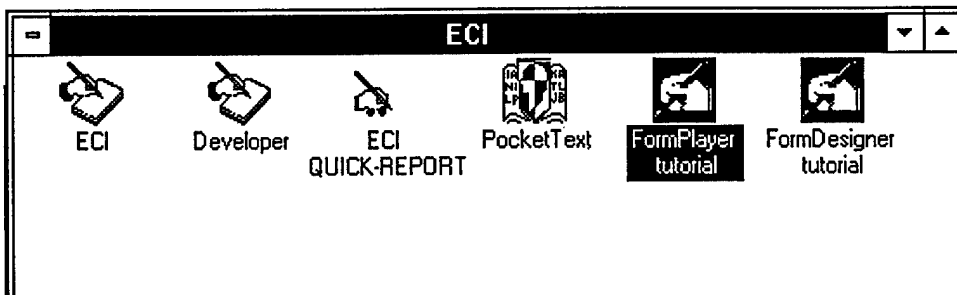 ECI
ECI
Developer
ECI
QUICK-REPORT
PocketText
FormPlayer
tutorial
FormDesigner
tutorial